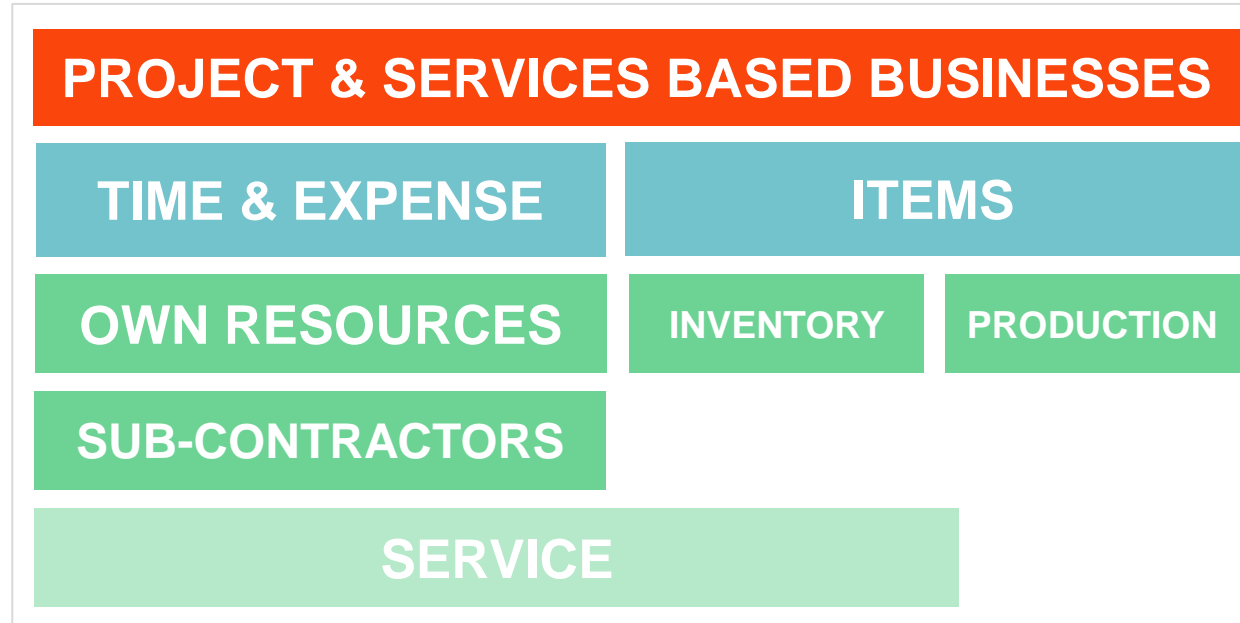 PROJECT & SERVICES BASED BUSINESSES
TIME & EXPENSE
ITEMS
OWN RESOURCES
INVENTORY
PRODUCTION
SUB-CONTRACTORS
SERVICE